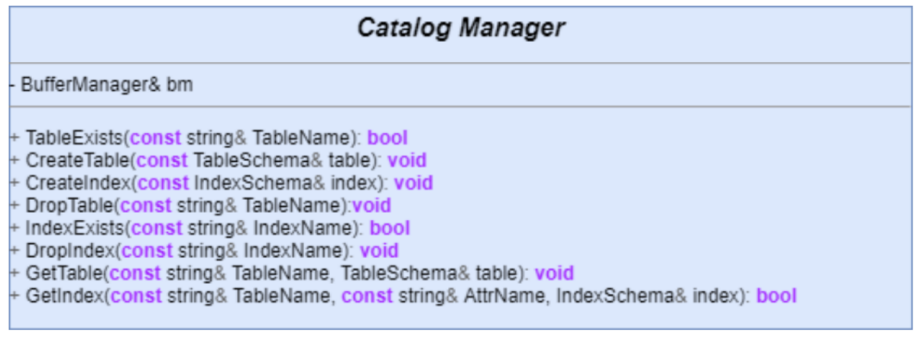 Catalog Manager
- BufferManager& bm
+ TableExists(const string& TableName): bool
+ CreateTable(const TableSchema& table): void
+ CreateIndex(const IndexSchema& index): void
+ DropTable(const string& TableName):void
+ IndexExists(const string& IndexName): bool
+ DropIndex(const string& IndexName): void
+ GetTable(const string& TableName, TableSchema& table): void
+ GetIndex(const string& TableName, const string& AttrName, IndexSchema& index): bool